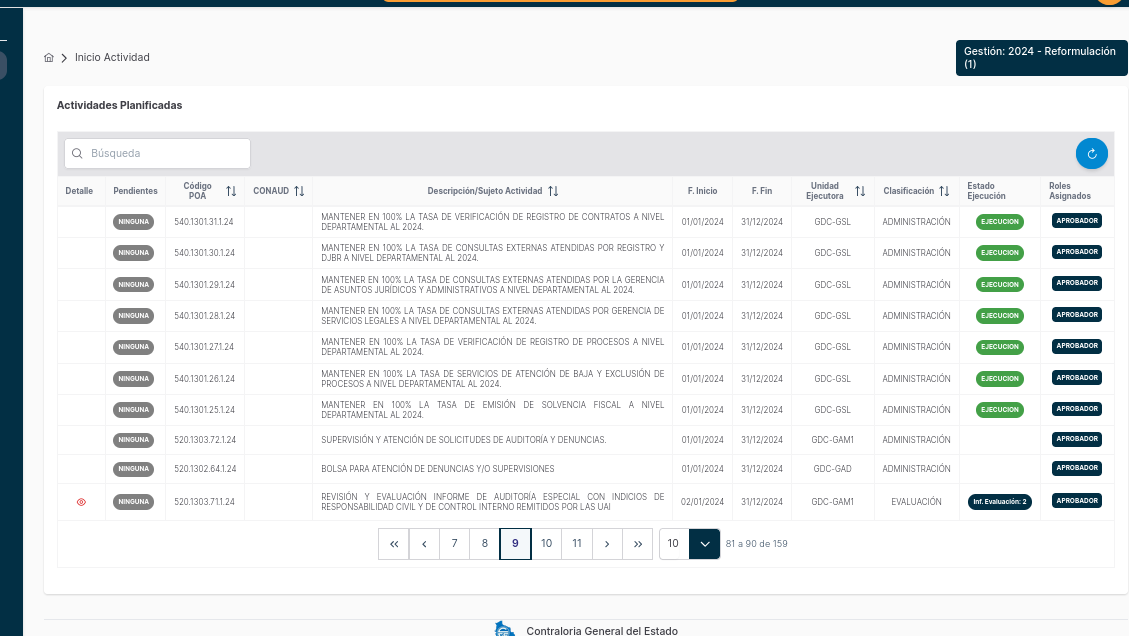 Gestión: 2024 - Reformulación
(1)
Inicio Actividad
Actividades Planificadas
Búsqueda
Detalle Pendientes Código POA CONAUD Descripción/Sujeto Actividad F. Inicio F. Fin Unidad Ejecutora Clasificación Estado Ejecución Roles Asignados
NINGUNA 540.1301.31.1.24 MANTENER EN 100% LA TASA DE VERIFICACIÓN DE REGISTRO DE CONTRATOS A NIVEL DEPARTAMENTAL AL 2024. 01/01/2024 31/12/2024 GDC-GSL ADMINISTRACIÓN EJECUCION APROBADOR
NINGUNA 540.1301.30.1.24 MANTENER EN 100% LA TASA DE CONSULTAS EXTERNAS ATENDIDAS POR REGISTRO Y DJBR A NIVEL DEPARTAMENTAL AL 2024. 01/01/2024 31/12/2024 GDC-GSL ADMINISTRACIÓN EJECUCION APROBADOR
NINGUNA 540.1301.29.1.24 MANTENER EN 100% LA TASA DE CONSULTAS EXTERNAS ATENDIDAS POR LA GERENCIA DE ASUNTOS JURÍDICOS Y ADMINISTRATIVOS A NIVEL DEPARTAMENTAL AL 2024. 01/01/2024 31/12/2024 GDC-GSL ADMINISTRACIÓN EJECUCION APROBADOR
NINGUNA 540.1301.28.1.24 MANTENER EN 100% LA TASA DE CONSULTAS EXTERNAS ATENDIDAS POR GERENCIA DE SERVICIOS LEGALES A NIVEL DEPARTAMENTAL AL 2024. 01/01/2024 31/12/2024 GDC-GSL ADMINISTRACIÓN EJECUCION APROBADOR
NINGUNA 540.1301.27.1.24 MANTENER EN 100% LA TASA DE VERIFICACIÓN DE REGISTRO DE PROCESOS A NIVEL DEPARTAMENTAL AL 2024. 01/01/2024 31/12/2024 GDC-GSL ADMINISTRACIÓN EJECUCION APROBADOR
NINGUNA 540.1301.26.1.24 MANTENER EN 100% LA TASA DE SERVICIOS DE ATENCIÓN DE BAJA Y EXCLUSIÓN DE PROCESOS A NIVEL DEPARTAMENTAL AL 2024. 01/01/2024 31/12/2024 GDC-GSL ADMINISTRACIÓN EJECUCION APROBADOR
NINGUNA 540.1301.25.1.24 MANTENER EN 100% LA TASA DE EMISIÓN DE SOLVENCIA FISCAL A NIVEL DEPARTAMENTAL AL 2024. 01/01/2024 31/12/2024 GDC-GSL ADMINISTRACIÓN EJECUCION APROBADOR
NINGUNA 520.1303.72.1.24 SUPERVISIÓN Y ATENCIÓN DE SOLICITUDES DE AUDITORÍA Y DENUNCIAS. 01/01/2024 31/12/2024 GDC-GAM1 ADMINISTRACIÓN APROBADOR
NINGUNA 520.1302.64.1.24 BOLSA PARA ATENCIÓN DE DENUNCIAS Y/O SUPERVISIONES 01/01/2024 31/12/2024 GDC-GAD ADMINISTRACIÓN APROBADOR
NINGUNA 520.1303.71.1.24 REVISIÓN Y EVALUACIÓN INFORME DE AUDITORÍA ESPECIAL CON INDICIOS DE RESPONSABILIDAD CIVIL Y DE CONTROL INTERNO REMITIDOS POR LAS UAI 02/01/2024 31/12/2024 GDC-GAM1 EVALUACIÓN Inf. Evaluación: 2 APROBADOR
« ‹ 7 8 9 10 11 › » 10 81 a 90 de 159
Contraloria General del Estado